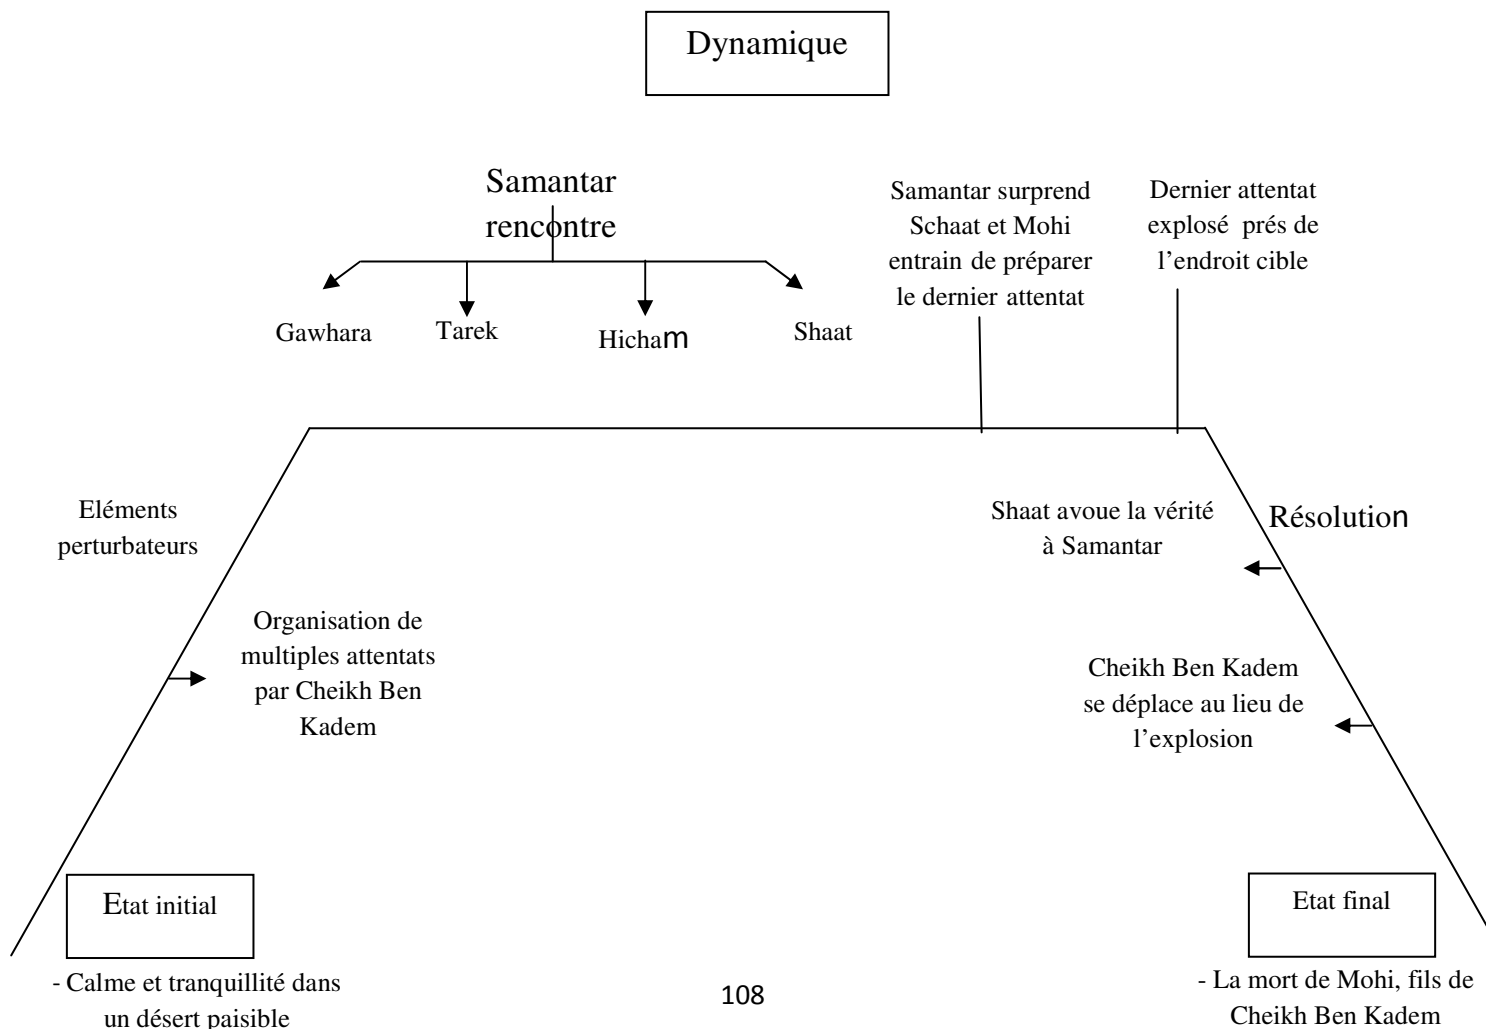 Dynamique
Samantar
rencontre
Gawhara
Tarek
Hicham
Shaat
Samantar surprend
Schaat et Mohi
entrain de préparer
le dernier attentat
Dernier attentat
explosé prés de
l’endroit cible
Eléments
perturbateurs
Organisation de
multiples attentats
par Cheikh Ben
Kadem
Shaat avoue la vérité
à Samantar
Résolution
Cheikh Ben Kadem
se déplace au lieu de
l’explosion
Etat initial
- Calme et tranquillité dans
un désert paisible
Etat final
- La mort de Mohi, fils de
Cheikh Ben Kadem
108